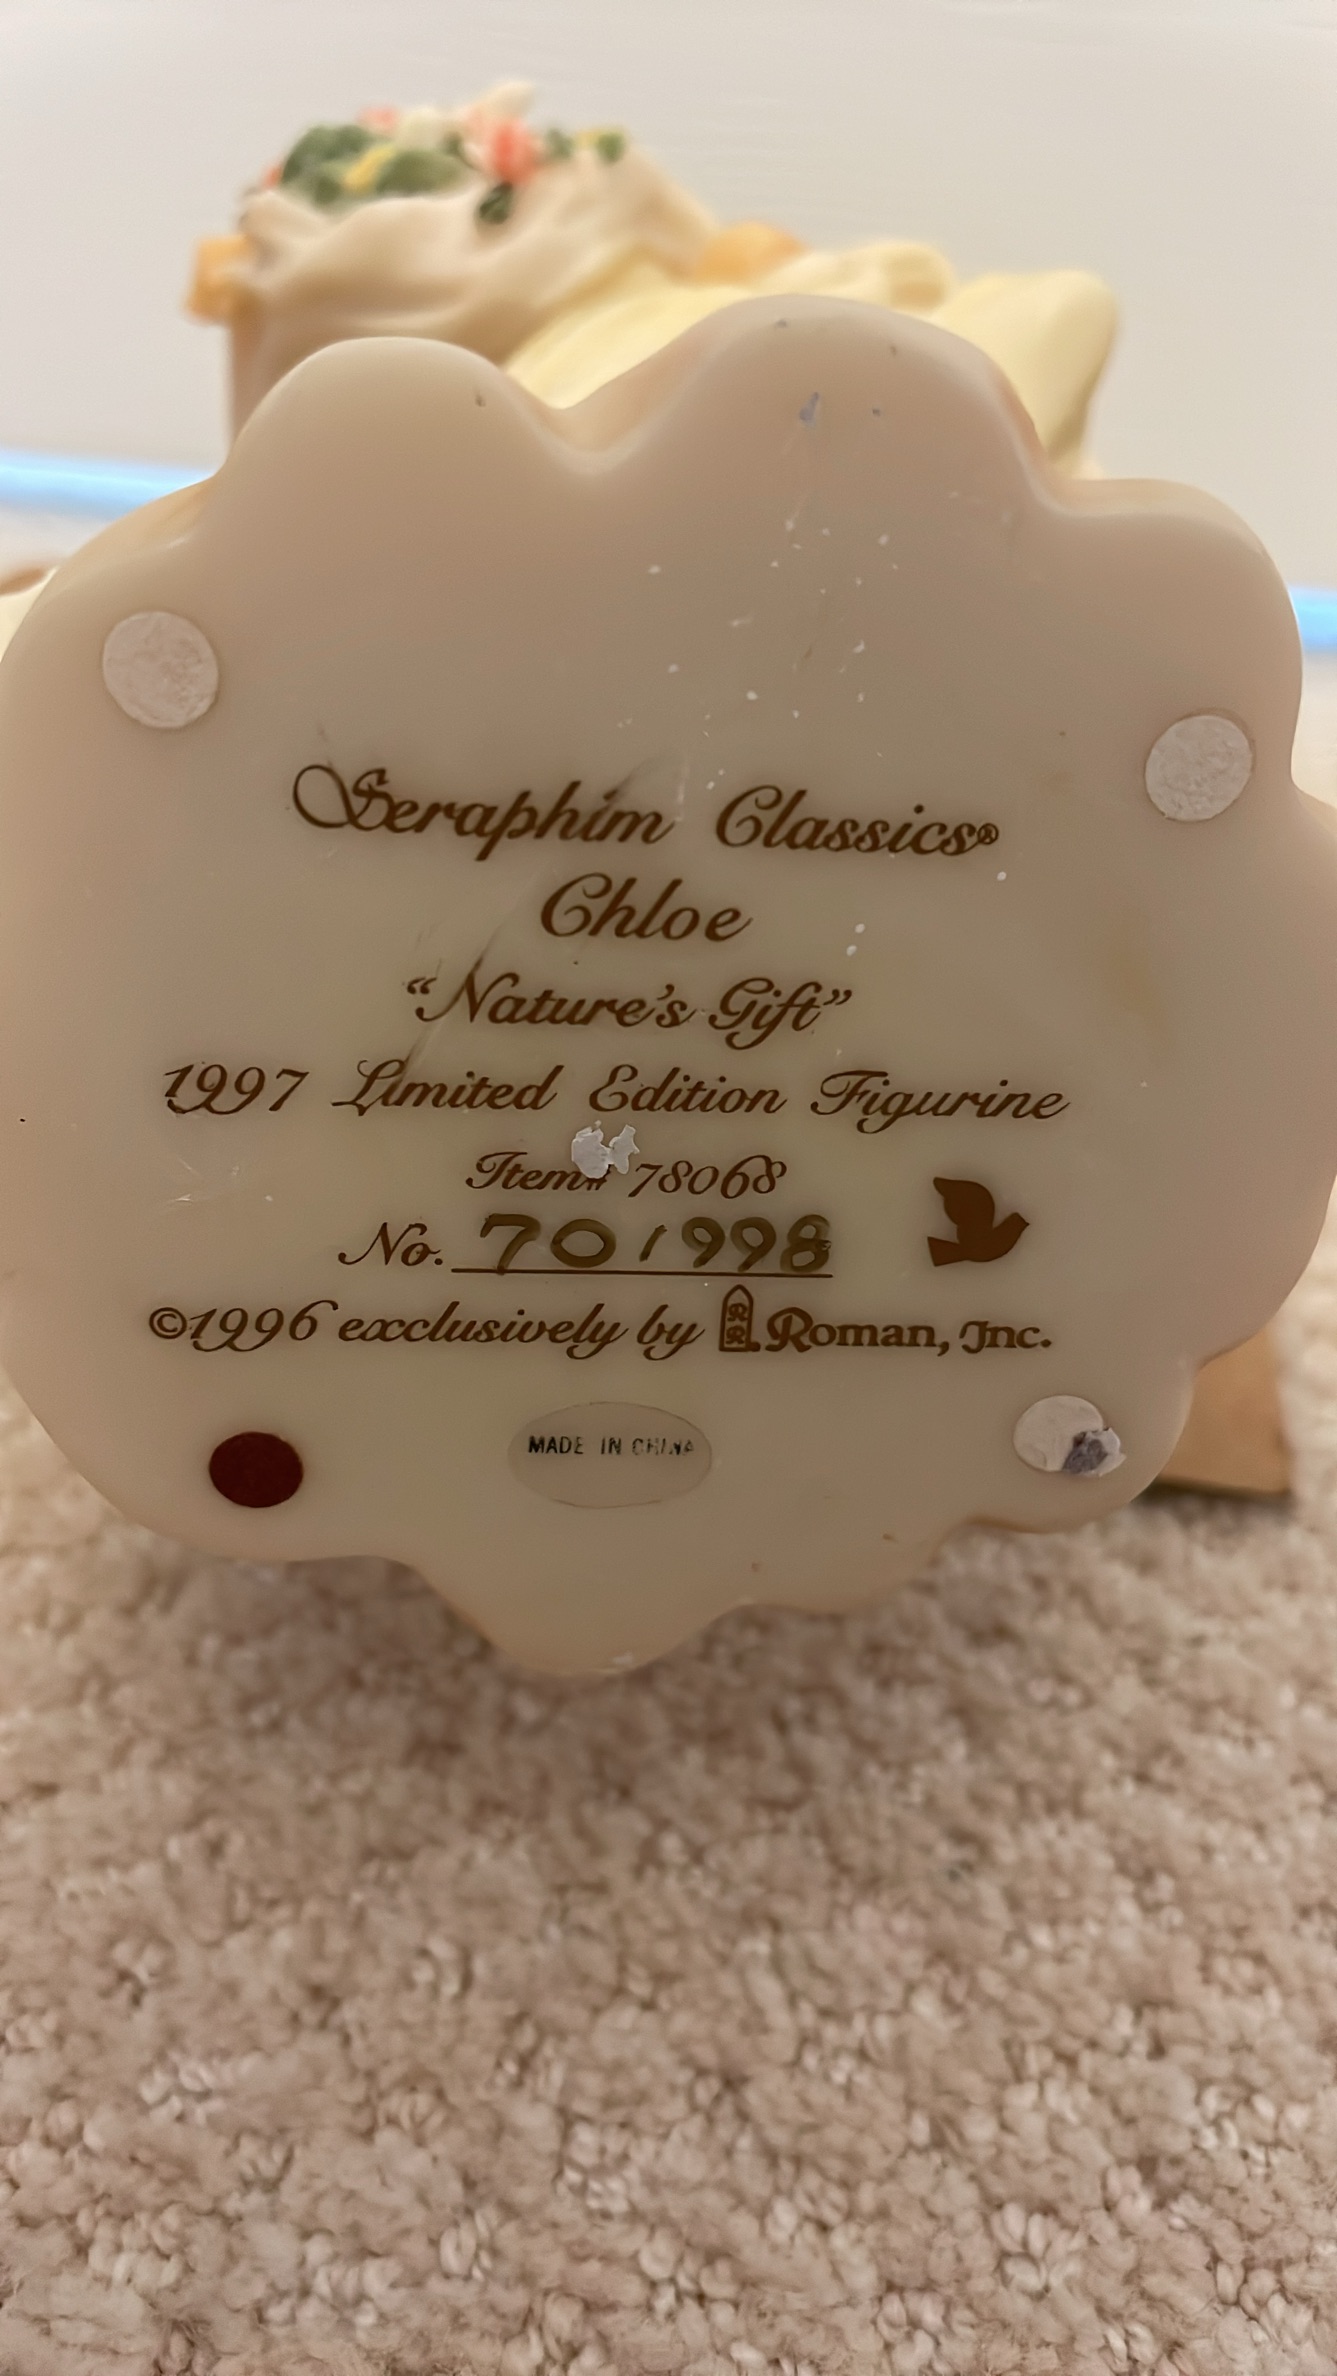 Seraphim Classics®
Chloe
“Nature's Gift”
1997 Limited Edition Figurine
Item# 78068
No. 70/998
©1996 exclusively by RR Roman, Inc.
MADE IN CHINA